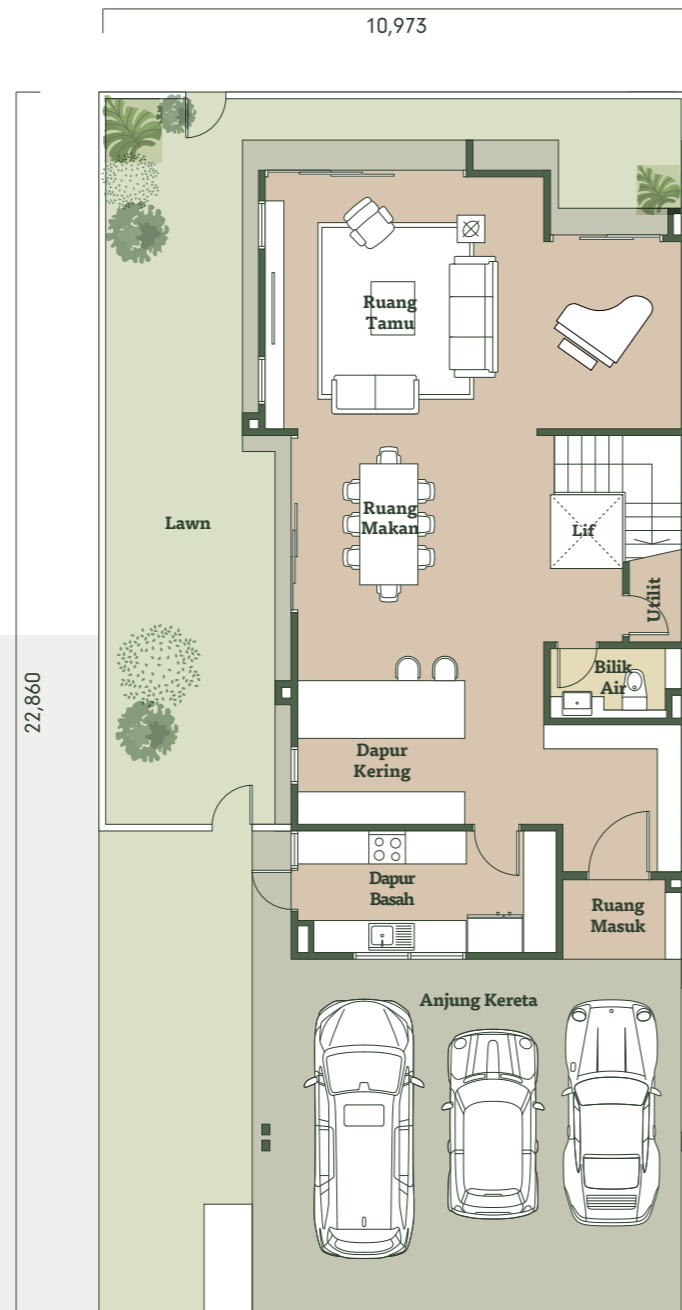 10,973
Ruang
Tamu
Lawn
Ruang
Makan
Lif
Utilit
22,860
Bilik
Air
Dapur
Kering
Dapur
Basah
Ruang
Masuk
Anjung Kereta